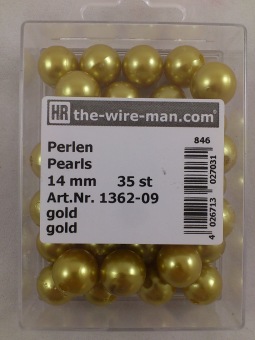 HR the-wire-man.com®
846
Perlen
Pearls
14 mm 35 st
Art.Nr. 1362-09
gold
gold
4 026713 027031